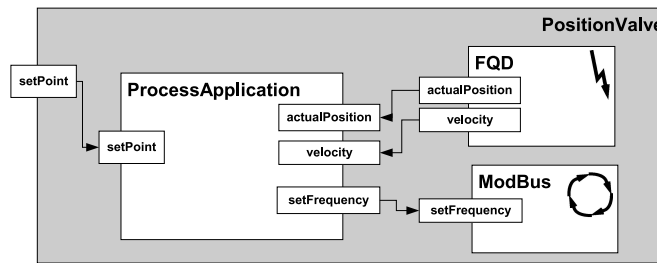 PositionValve
FQD
setPoint
ProcessApplication
actualPosition
actualPosition
velocity
setPoint
velocity
ModBus
setFrequency
setFrequency